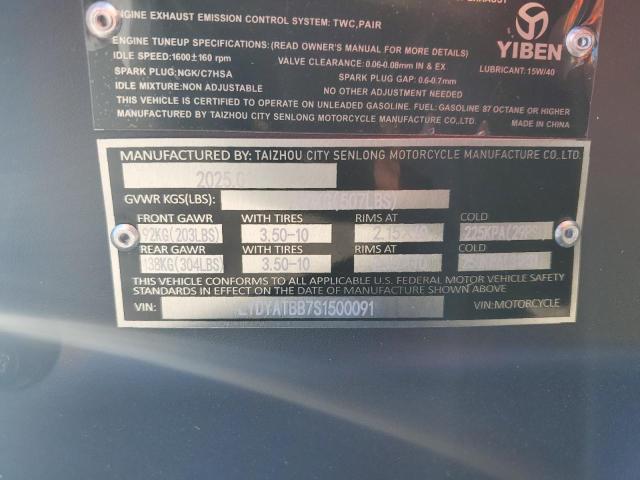 EXHAUST
ENGINE EXHAUST EMISSION CONTROL SYSTEM: TWC,PAIR
ENGINE TUNEUP SPECIFICATIONS:(READ OWNER'S MANUAL FOR MORE DETAILS)
IDLE SPEED:1600±160 rpm VALVE CLEARANCE: 0.06-0.08mm IN & EX
SPARK PLUG:NGK/C7HSA SPARK PLUG GAP: 0.6-0.7mm
IDLE MIXTURE:NON ADJUSTABLE NO OTHER ADJUSTMENT NEEDED
THIS VEHICLE IS CERTIFIED TO OPERATE ON UNLEADED GASOLINE. FUEL: GASOLINE 87 OCTANE OR HIGHER
MANUFACTURED BY TAIZHOU CITY SENLONG MOTORCYCLE MANUFACTURE CO,.LTD. MADE IN CHINA
YIBEN
LUBRICANT:15W/40
MANUFACTURED BY: TAIZHOU CITY SENLONG MOTORCYCLE MANUFACTURE CO.,LTD.
2025.0
GVWR KGS(LBS): (507LBS)
FRONT GAWR WITH TIRES RIMS AT COLD
92KG(203LBS) 3.50-10 2.15 225KPA
REAR GAWR WITH TIRES RIMS AT COLD
138KG(304LBS) 3.50-10
THIS VEHICLE CONFORMS TO ALL APPLICABLE U.S. FEDERAL MOTOR VEHICLE SAFETY
STANDARDS IN EFFECT ON THE DATE OF MANUFACTURE SHOWN ABOVE.
VIN: YDYATBB7S1500091 VIN:MOTORCYCLE